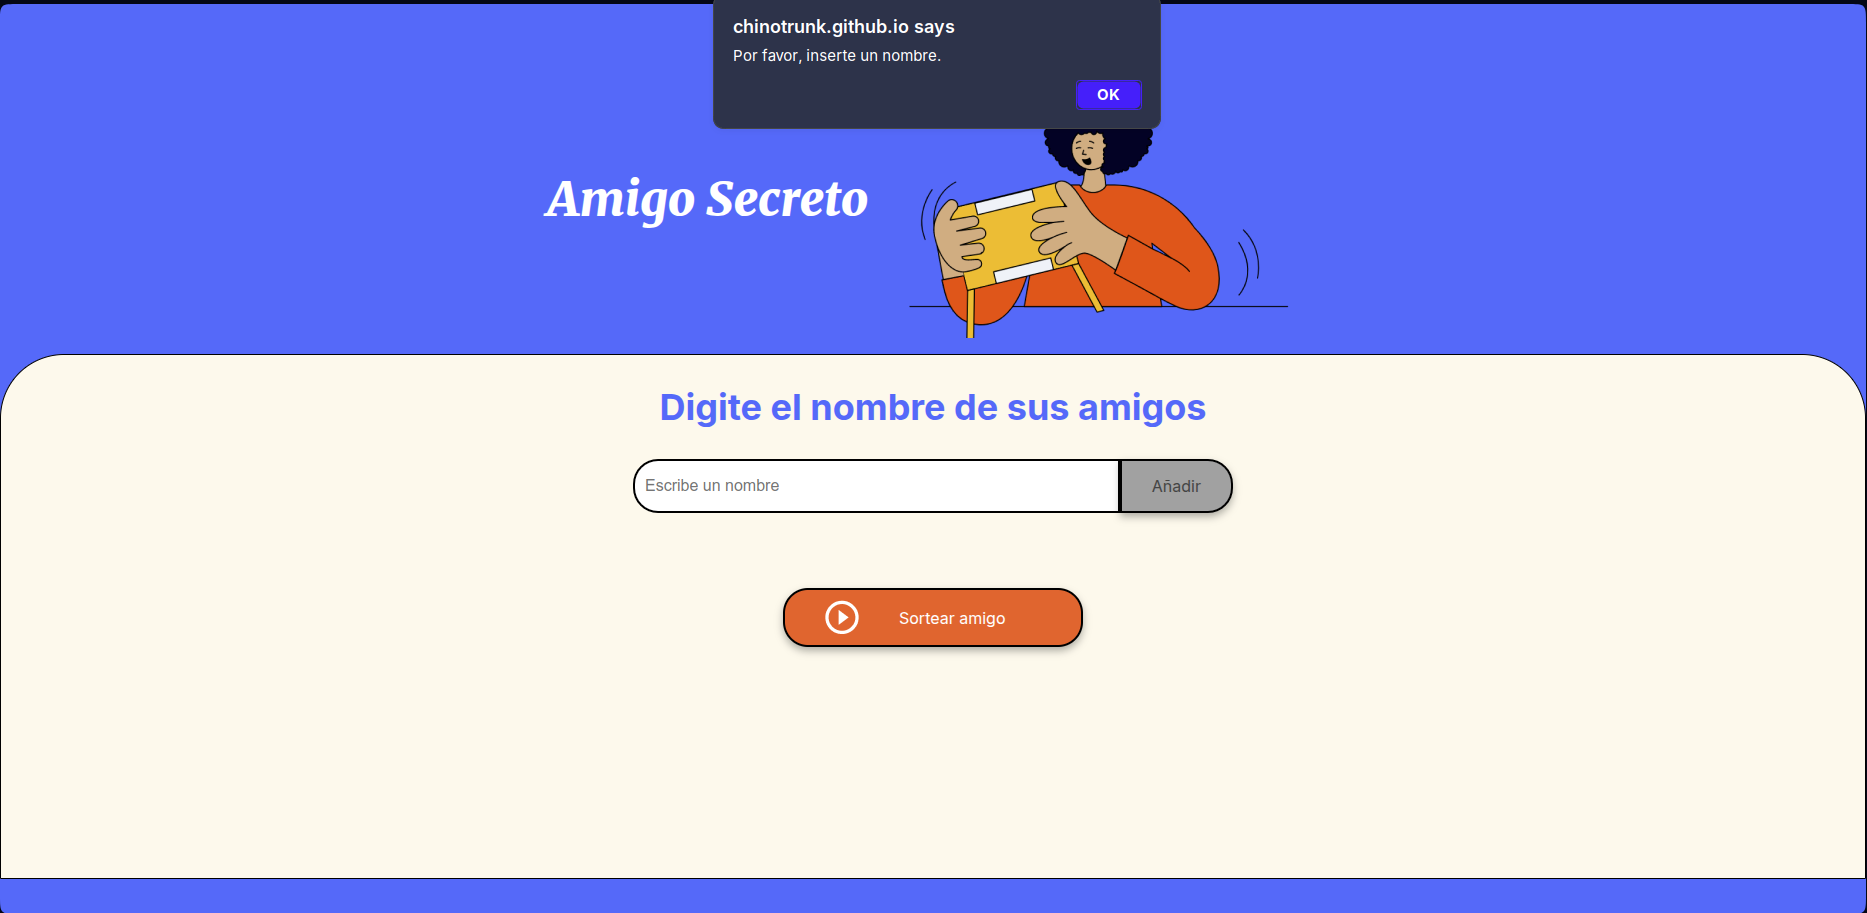 chinotrunk.github.io says
Por favor, inserte un nombre.
OK
Amigo Secreto
Digite el nombre de sus amigos
Escribe un nombre
Añadir
Sortear amigo